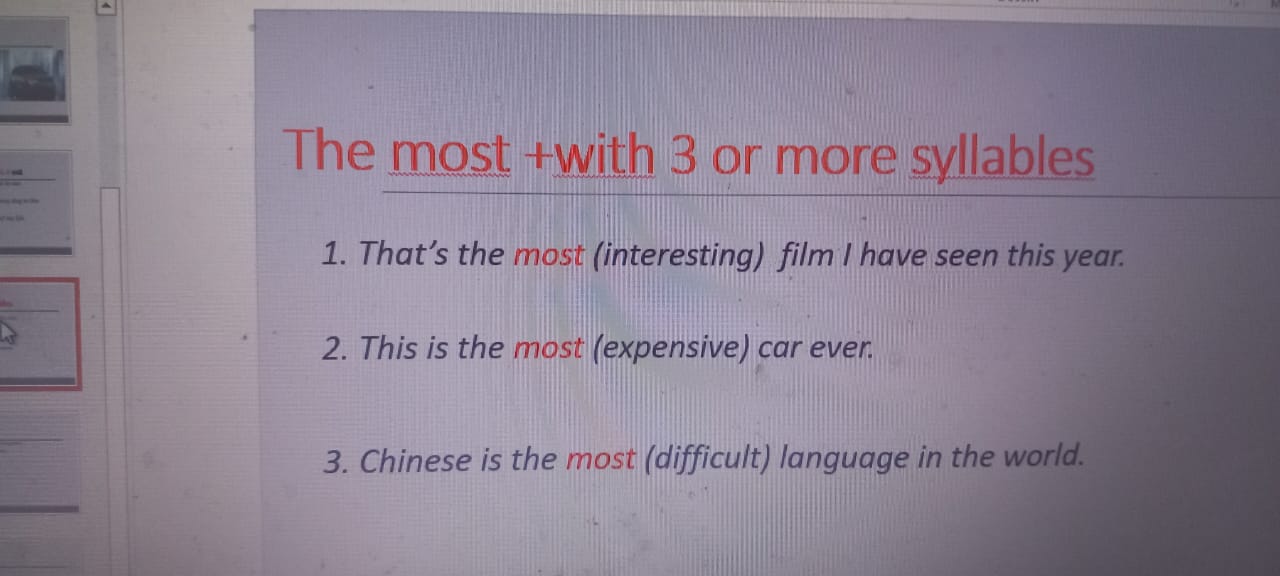 The most +with 3 or more syllables
1. That's the most (interesting) film I have seen this year.
2. This is the most (expensive) car ever.
3. Chinese is the most (difficult) language in the world.